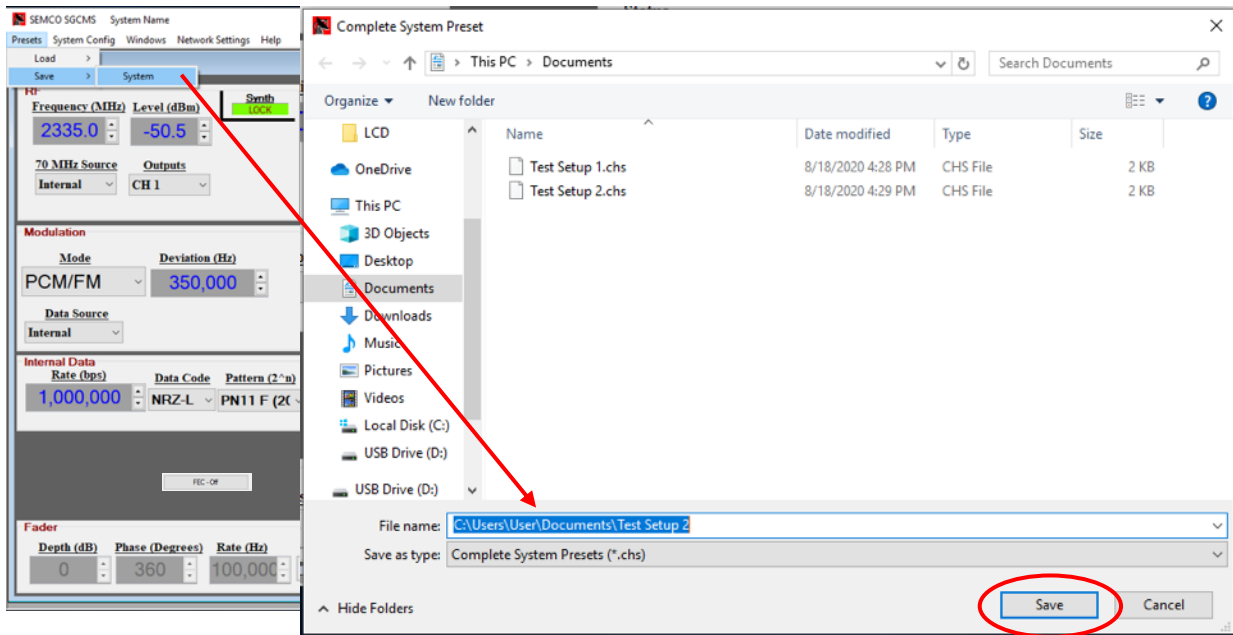 SEMCO SGCMS System Name
Presets System Config Windows Network Settings Help
Load >
Save > System
RF
Frequency (MHz) Level (dBm) Synth
LOCK
2335.0 -50.5
70 MHz Source Outputs
Internal CH 1
Modulation
Mode Deviation (Hz)
PCM/FM 350,000
Data Source
Internal
Internal Data
Rate (bps) Data Code Pattern (2^n)
1,000,000 NRZ-L PN11 F (2(
FEC - Off
Fader
Depth (dB) Phase (Degrees) Rate (Hz)
0 360 100,000
Complete System Preset
> This PC > Documents
Search Documents
Organize New folder
Name Date modified Type Size
Test Setup 1.chs 8/18/2020 4:28 PM CHS File 2 KB
Test Setup 2.chs 8/18/2020 4:29 PM CHS File 2 KB
LCD
OneDrive
This PC
3D Objects
Desktop
Documents
Downloads
Music
Pictures
Videos
Local Disk (C:)
USB Drive (D:)
USB Drive (D:)
File name: C:\Users\User\Documents\Test Setup 2
Save as type: Complete System Presets (*.chs)
Hide Folders
Save Cancel